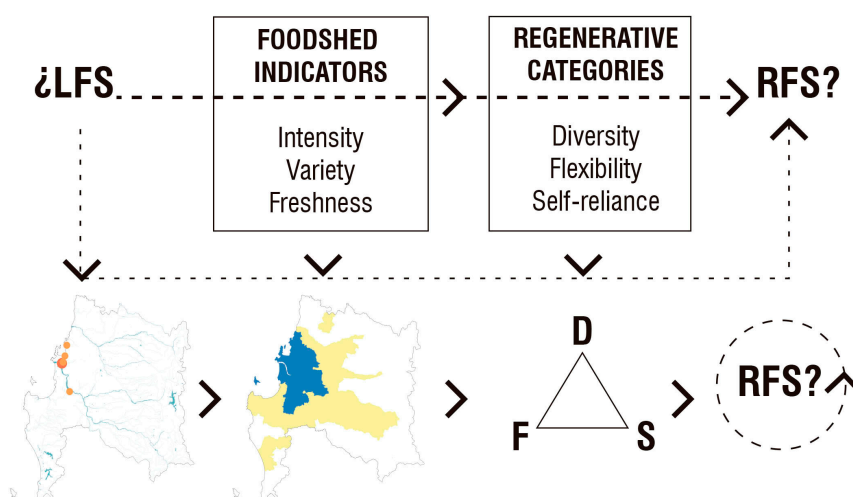 FOODSHED
INDICATORS
REGENERATIVE
CATEGORIES
¿LFS
RFS?
Intensity
Variety
Freshness
Diversity
Flexibility
Self-reliance
D
F
S
RFS?